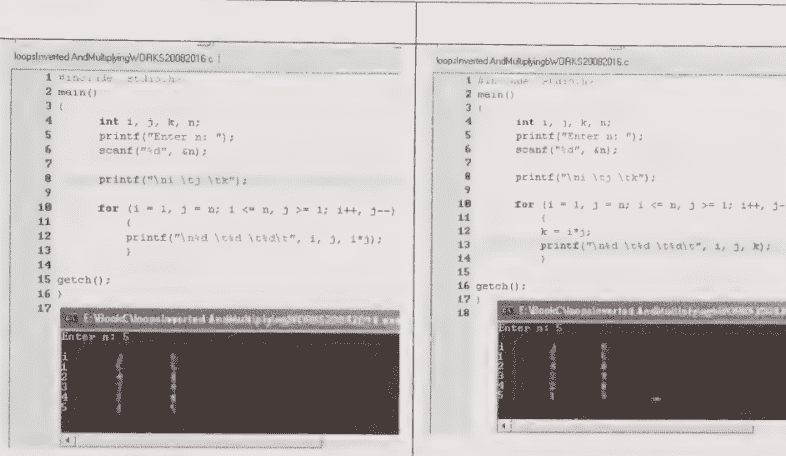 loopsInverted AndMultiplyingWORKS20082016.c
1 #include stdio.h>
2 main()
3 {
4 int i, j, k, n;
5 printf("Enter n: ");
6 scanf("%d", &n);
7
8 printf("\ni \tj \tk");
9
10 for (i = 1, j = n; i <= n, j >= 1; i++, j--)
11 {
12 printf("\n%d \t%d \t%d\t", i, j, i*j);
13 }
14
15 getch();
16 }
17
Enter n: 5
i
1
2
3
4
5
loopsInverted AndMultiplyingbWORKS20082016.c
1
2 main()
3 {
4 int i, j, k, n;
5 printf("Enter n: ");
6 scanf("%d", &n);
7
8 printf("\ni \tj \tk");
9
10 for (i = 1, j = n; i <= n, j >= 1; i++, j-
11 {
12 k = i*j;
13 printf("\n%d \t%d \t%d\t", i, j, k);
14 }
15
16 getch();
17 }
18
Enter n: 5
i
1
2
3
4
5